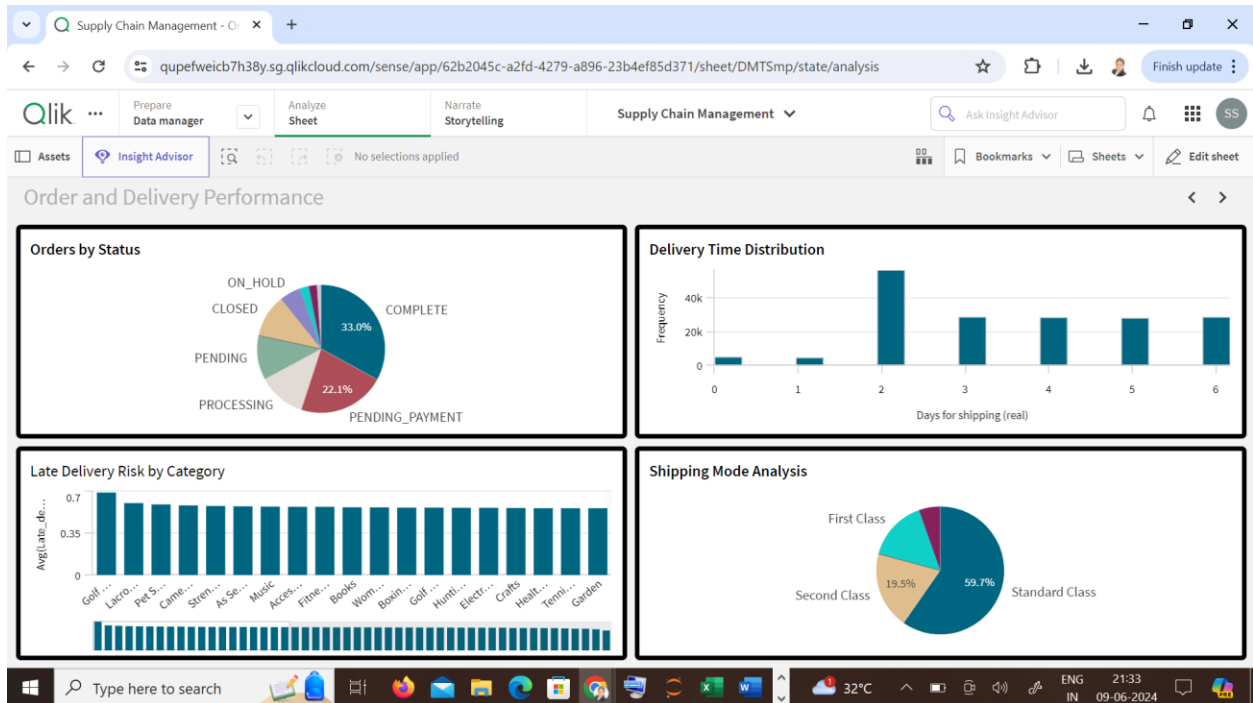 Supply Chain Management - Or
Finish update
qupefweicb7h38y.sg.qlikcloud.com/sense/app/62b2045c-a2fd-4279-a896-23b4ef85d371/sheet/DMTSmp/state/analysis
Qlik
Prepare
Data manager
Analyze
Sheet
Narrate
Storytelling
Supply Chain Management
Ask Insight Advisor
SS
Assets
Insight Advisor
No selections applied
Bookmarks
Sheets
Edit sheet
Order and Delivery Performance
Orders by Status
ON_HOLD
CLOSED
COMPLETE
33.0%
PENDING
22.1%
PROCESSING
PENDING_PAYMENT
Delivery Time Distribution
Frequency
40k
20k
0
0 1 2 3 4 5 6
Days for shipping (real)
Late Delivery Risk by Category
Avg(Late_de...
0.7
0.35
0
Golf ... Lacro... Pet S... Came... Stren... As Se... Music Acces... Fitne... Books Wom... Boxin... Golf ... Hunti... Electr... Crafts Healt... Tenni... Garden
Shipping Mode Analysis
First Class
19.5%
59.7%
Second Class
Standard Class
Type here to search
1
32°C
ENG
IN
21:33
09-06-2024
PRE